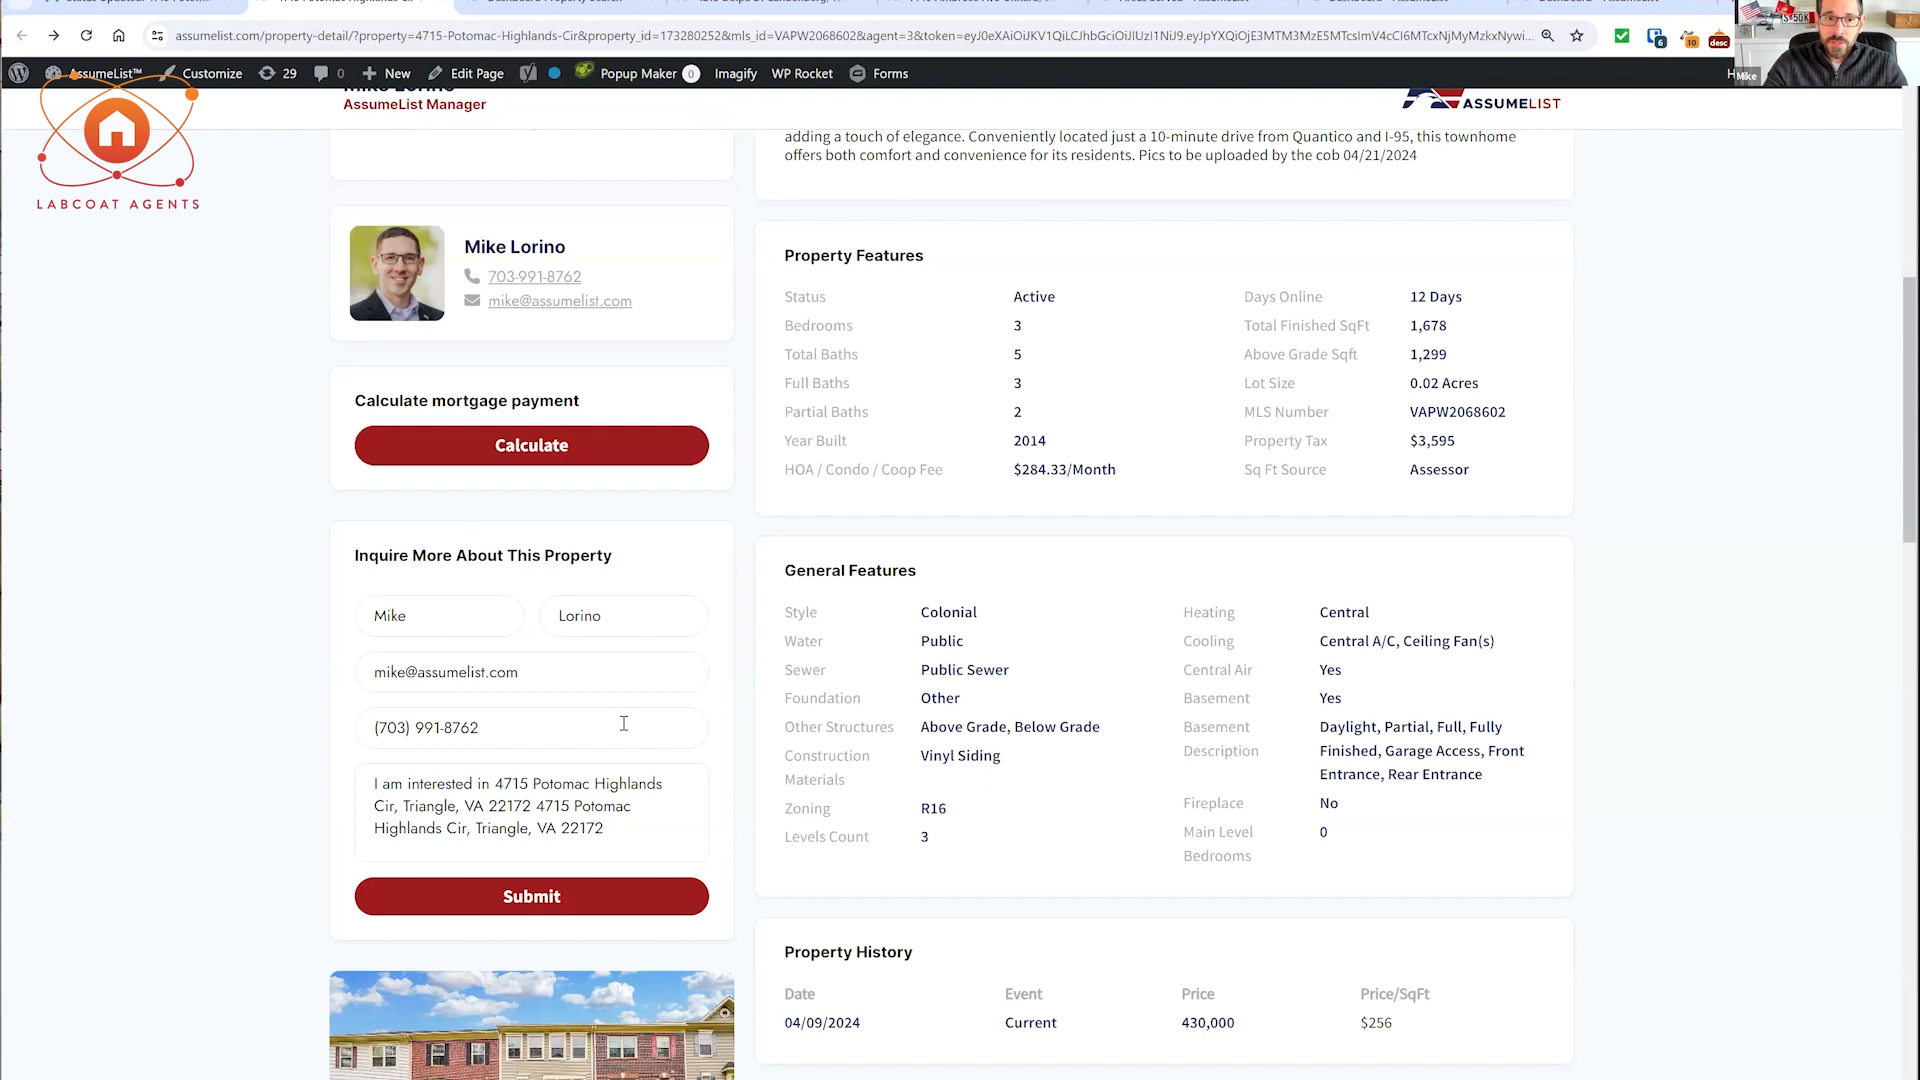 assumelist.com/property-detail/?property=4715-Potomac-Highlands-Cir&property_id=173280252&mls_id=VAPW2068602&agent=3&token=eyJ0eXAiOiJKV1QiLCJhbGciOiJIUzI1NiJ9.eyJpYXQiOjE3MTM3MzE5MTcsImV4cCI6MTcxNjMyMzkxNywi...
6
10
desc
AssumeList™
Customize
29
0
New
Edit Page
Popup Maker 0
Imagify
WP Rocket
Forms
H
Mike
LABCOAT AGENTS
Mike Lorino
AssumeList Manager
ASSUMELIST
adding a touch of elegance. Conveniently located just a 10-minute drive from Quantico and I-95, this townhome
offers both comfort and convenience for its residents. Pics to be uploaded by the cob 04/21/2024
Mike Lorino
703-991-8762
mike@assumelist.com
Calculate mortgage payment
Calculate
Inquire More About This Property
Mike
Lorino
mike@assumelist.com
(703) 991-8762
I am interested in 4715 Potomac Highlands
Cir, Triangle, VA 22172 4715 Potomac
Highlands Cir, Triangle, VA 22172
Submit
Property Features
Status Active Days Online 12 Days
Bedrooms 3 Total Finished SqFt 1,678
Total Baths 5 Above Grade Sqft 1,299
Full Baths 3 Lot Size 0.02 Acres
Partial Baths 2 MLS Number VAPW2068602
Year Built 2014 Property Tax $3,595
HOA / Condo / Coop Fee $284.33/Month Sq Ft Source Assessor
General Features
Style Colonial Heating Central
Water Public Cooling Central A/C, Ceiling Fan(s)
Sewer Public Sewer Central Air Yes
Foundation Other Basement Yes
Other Structures Above Grade, Below Grade Basement Daylight, Partial, Full, Fully
Construction Vinyl Siding Description Finished, Garage Access, Front
Materials Entrance, Rear Entrance
Zoning R16 Fireplace No
Levels Count 3 Main Level 0
Bedrooms
Property History
Date Event Price Price/SqFt
04/09/2024 Current 430,000 $256